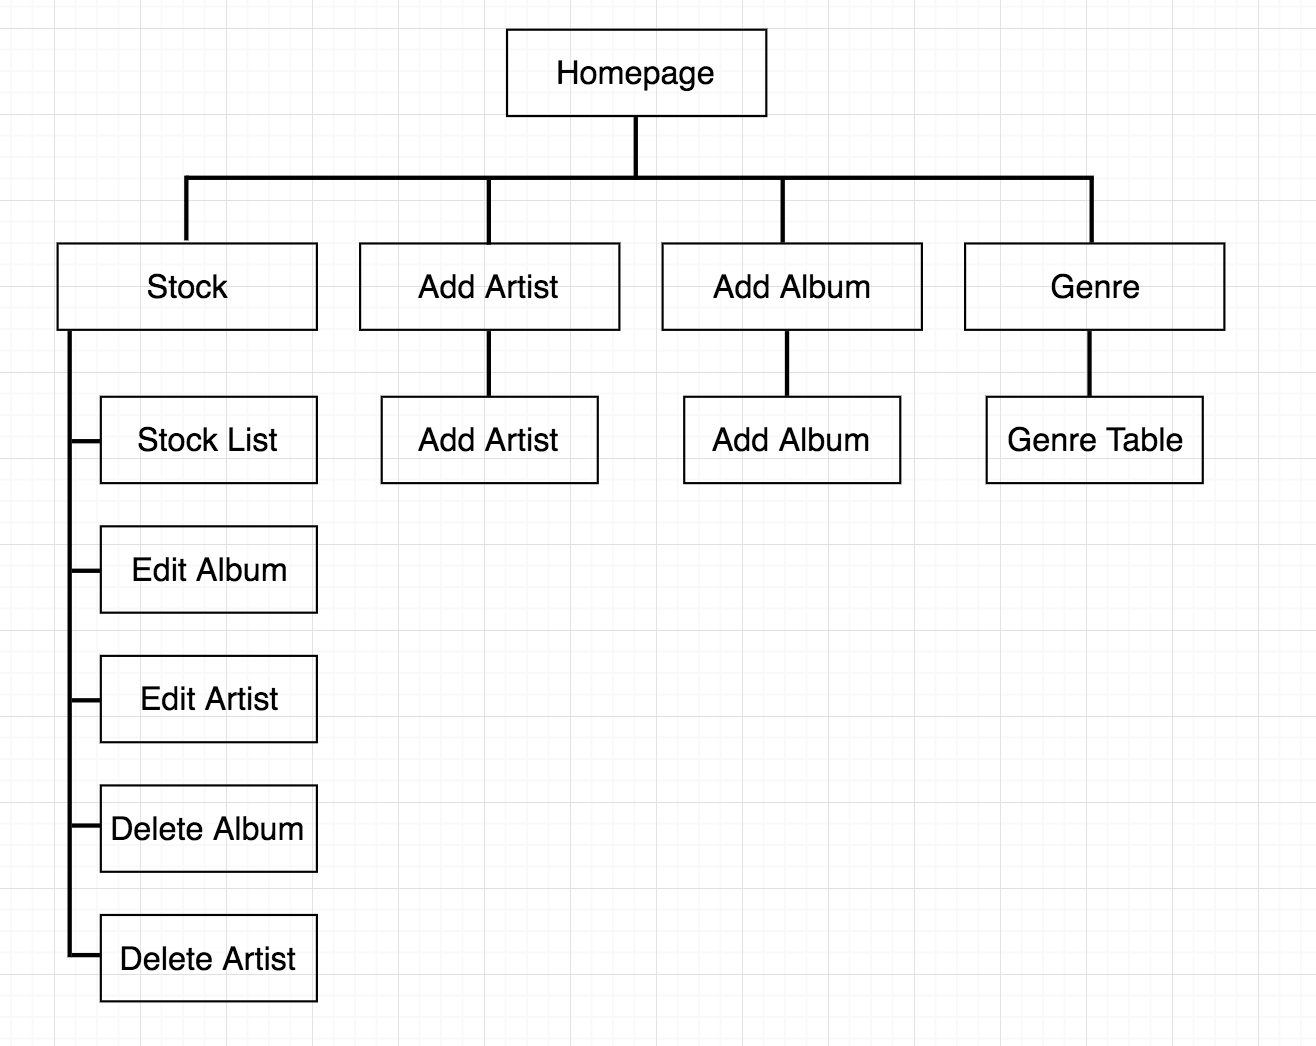 Homepage
Stock
Add Artist
Add Album
Genre
Stock List
Add Artist
Add Album
Genre Table
Edit Album
Edit Artist
Delete Album
Delete Artist